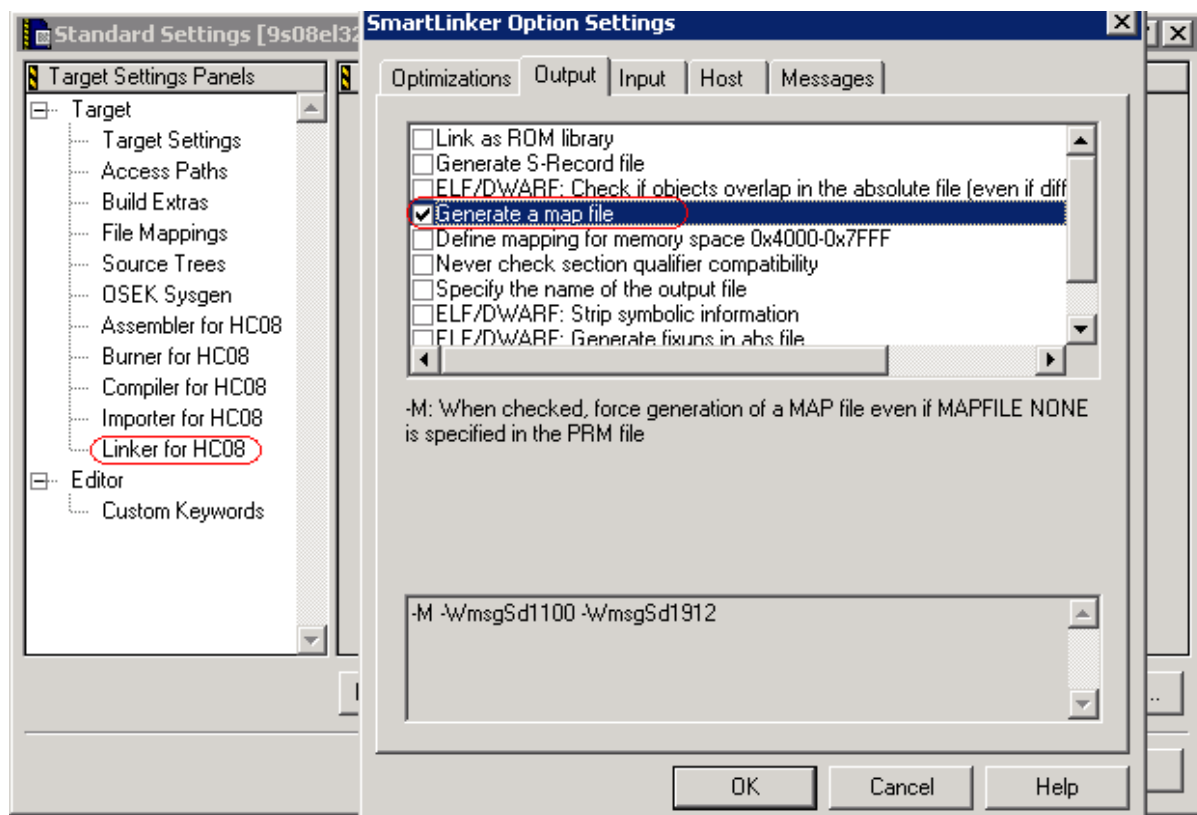 Standard Settings [9s08el32
Target Settings Panels
Target
Target Settings
Access Paths
Build Extras
File Mappings
Source Trees
OSEK Sysgen
Assembler for HC08
Burner for HC08
Compiler for HC08
Importer for HC08
Linker for HC08
Editor
Custom Keywords
SmartLinker Option Settings
Optimizations Output Input Host Messages
Link as ROM library
Generate S-Record file
ELF/DWARF: Check if objects overlap in the absolute file (even if diff
Generate a map file
Define mapping for memory space 0x4000-0x7FFF
Never check section qualifier compatibility
Specify the name of the output file
ELF/DWARF: Strip symbolic information
ELF/DWARF: Generate fixups in abs file
-M: When checked, force generation of a MAP file even if MAPFILE NONE
is specified in the PRM file
-M -WmsgSd1100 -WmsgSd1912
..
OK Cancel Help